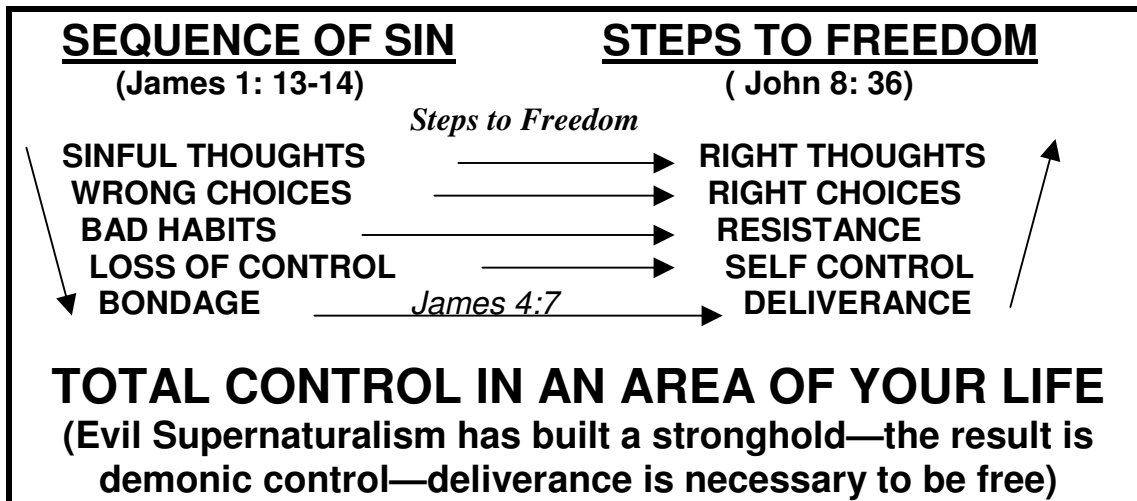 SEQUENCE OF SIN STEPS TO FREEDOM
(James 1: 13-14) ( John 8: 36)
Steps to Freedom
SINFUL THOUGHTS RIGHT THOUGHTS
WRONG CHOICES RIGHT CHOICES
BAD HABITS RESISTANCE
LOSS OF CONTROL SELF CONTROL
BONDAGE James 4:7 DELIVERANCE
TOTAL CONTROL IN AN AREA OF YOUR LIFE
(Evil Supernaturalism has built a stronghold—the result is
demonic control—deliverance is necessary to be free)